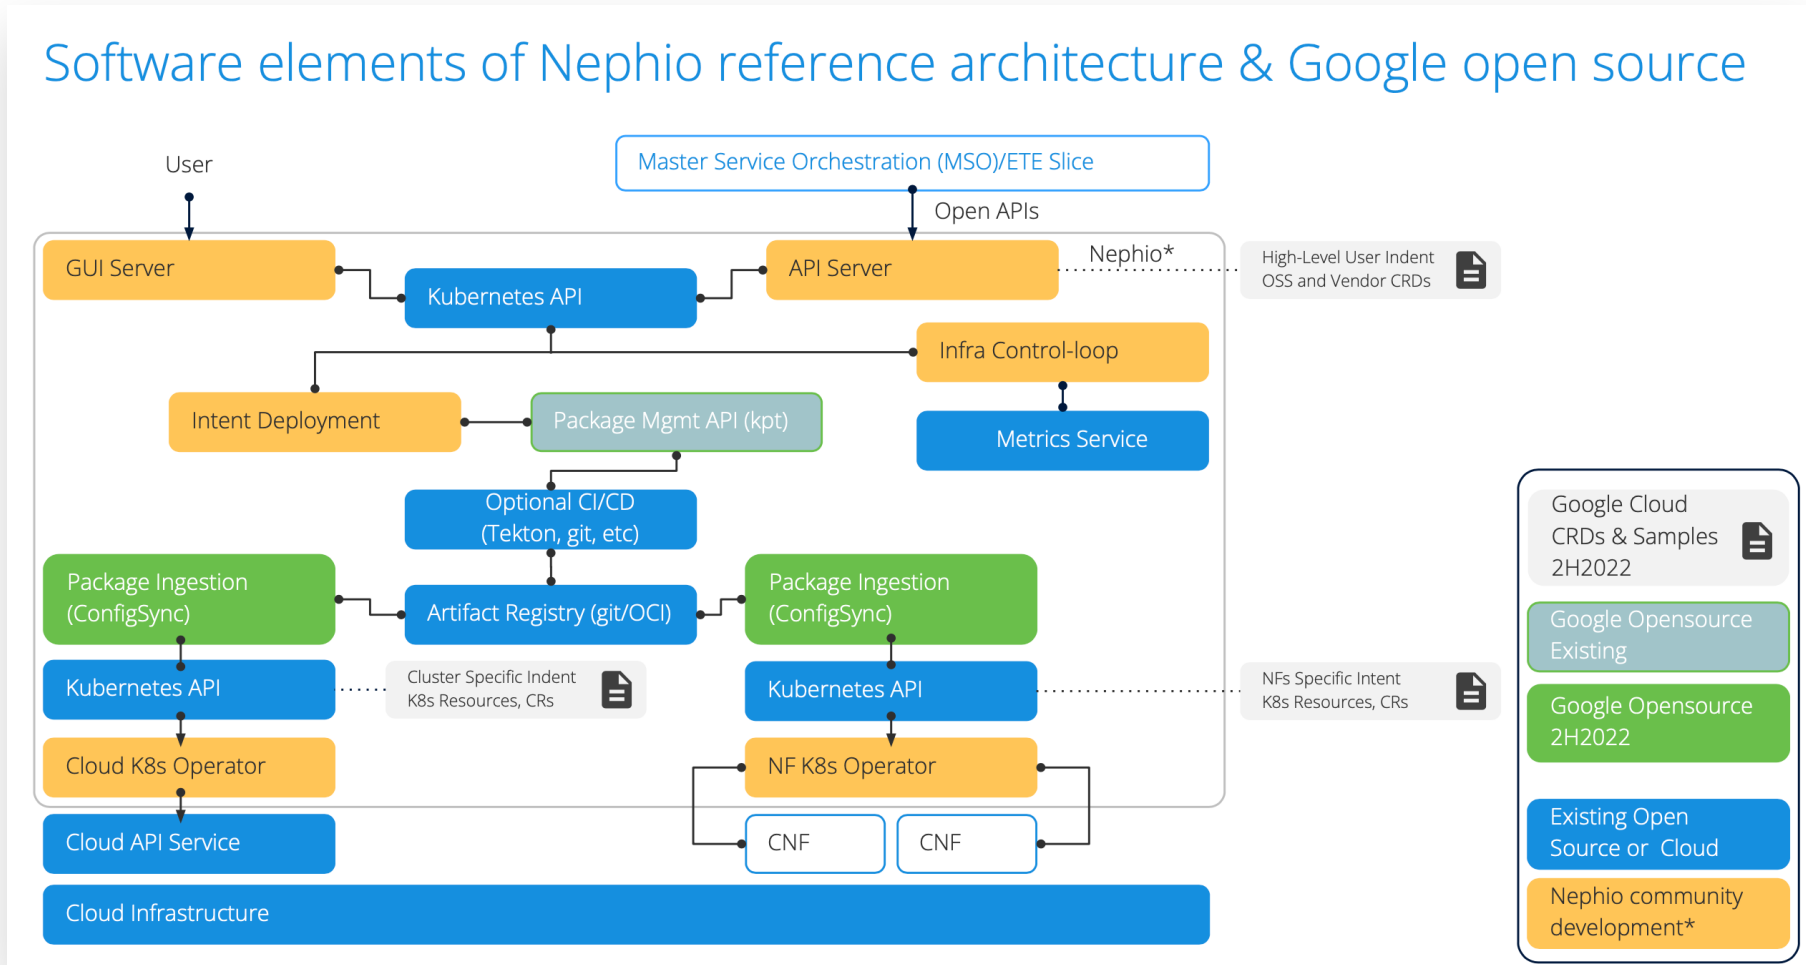 Software elements of Nephio reference architecture & Google open source
User
Master Service Orchestration (MSO)/ETE Slice
Open APIs
GUI Server
Kubernetes API
API Server
Nephio*
High-Level User Indent
OSS and Vendor CRDs
Infra Control-loop
Intent Deployment
Package Mgmt API (kpt)
Metrics Service
Optional CI/CD
(Tekton, git, etc)
Package Ingestion
(ConfigSync)
Artifact Registry (git/OCI)
Package Ingestion
(ConfigSync)
Kubernetes API
Cluster Specific Indent
K8s Resources, CRs
Kubernetes API
NFs Specific Intent
K8s Resources, CRs
Cloud K8s Operator
NF K8s Operator
Cloud API Service
CNF
CNF
Cloud Infrastructure
Google Cloud
CRDs & Samples
2H2022
Google Opensource
Existing
Google Opensource
2H2022
Existing Open
Source or Cloud
Nephio community
development*